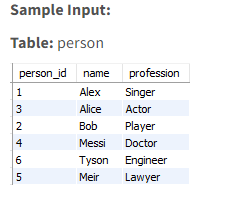 Sample Input:
Table: person
person_id name profession
1 Alex Singer
3 Alice Actor
2 Bob Player
4 Messi Doctor
6 Tyson Engineer
5 Meir Lawyer